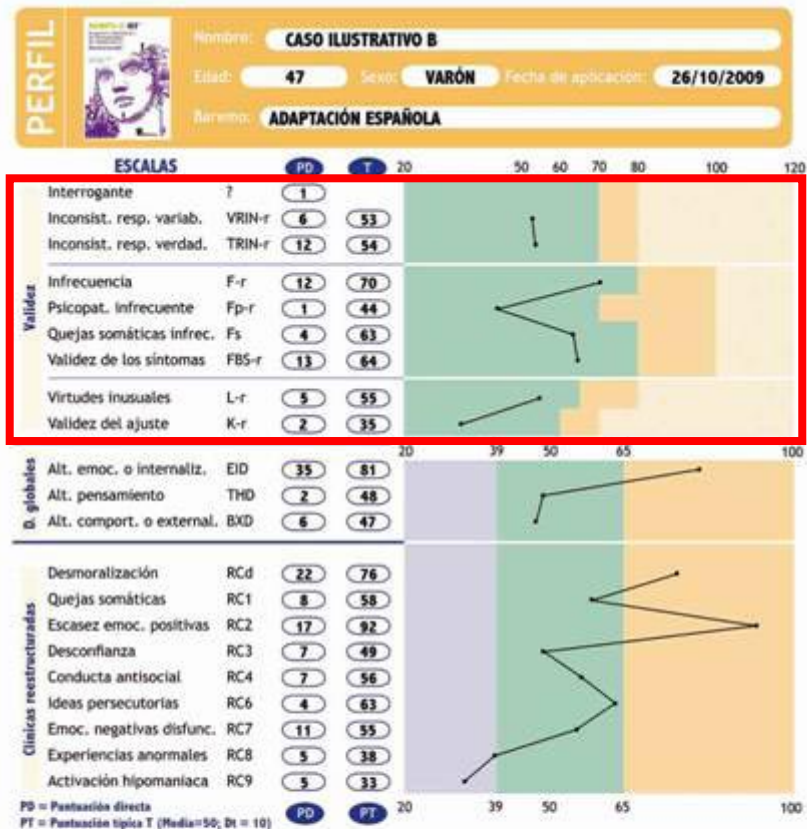 PERFIL
MMPI-2-RF
Nombre: CASO ILUSTRATIVO B
Edad: 47 Sexo: VARÓN Fecha de aplicación: 26/10/2009
Baremo: ADAPTACIÓN ESPAÑOLA
ESCALAS PD T 20 50 60 70 80 100 120
Validez
Interrogante ? 1
Inconsist. resp. variab. VRIN-r 6 53
Inconsist. resp. verdad. TRIN-r 12 54
Infrecuencia F-r 12 70
Psicopat. infrecuente Fp-r 1 44
Quejas somáticas infrec. Fs 4 63
Validez de los síntomas FBS-r 13 64
Virtudes inusuales L-r 5 55
Validez del ajuste K-r 2 35
20 39 50 65 100
D. globales
Alt. emoc. o internaliz. EID 35 81
Alt. pensamiento THD 2 48
Alt. comport. o external. BXD 6 47
Clínicas reestructuradas
Desmoralización RCd 22 76
Quejas somáticas RC1 8 58
Escasez emoc. positivas RC2 17 92
Desconfianza RC3 7 49
Conducta antisocial RC4 7 56
Ideas persecutorias RC6 4 63
Emoc. negativas disfunc. RC7 11 55
Experiencias anormales RC8 5 38
Activación hipomaníaca RC9 5 33
PD = Puntuación directa
PT = Puntuación típica T (Media=50; Dt = 10) PD PT 20 39 50 65 100